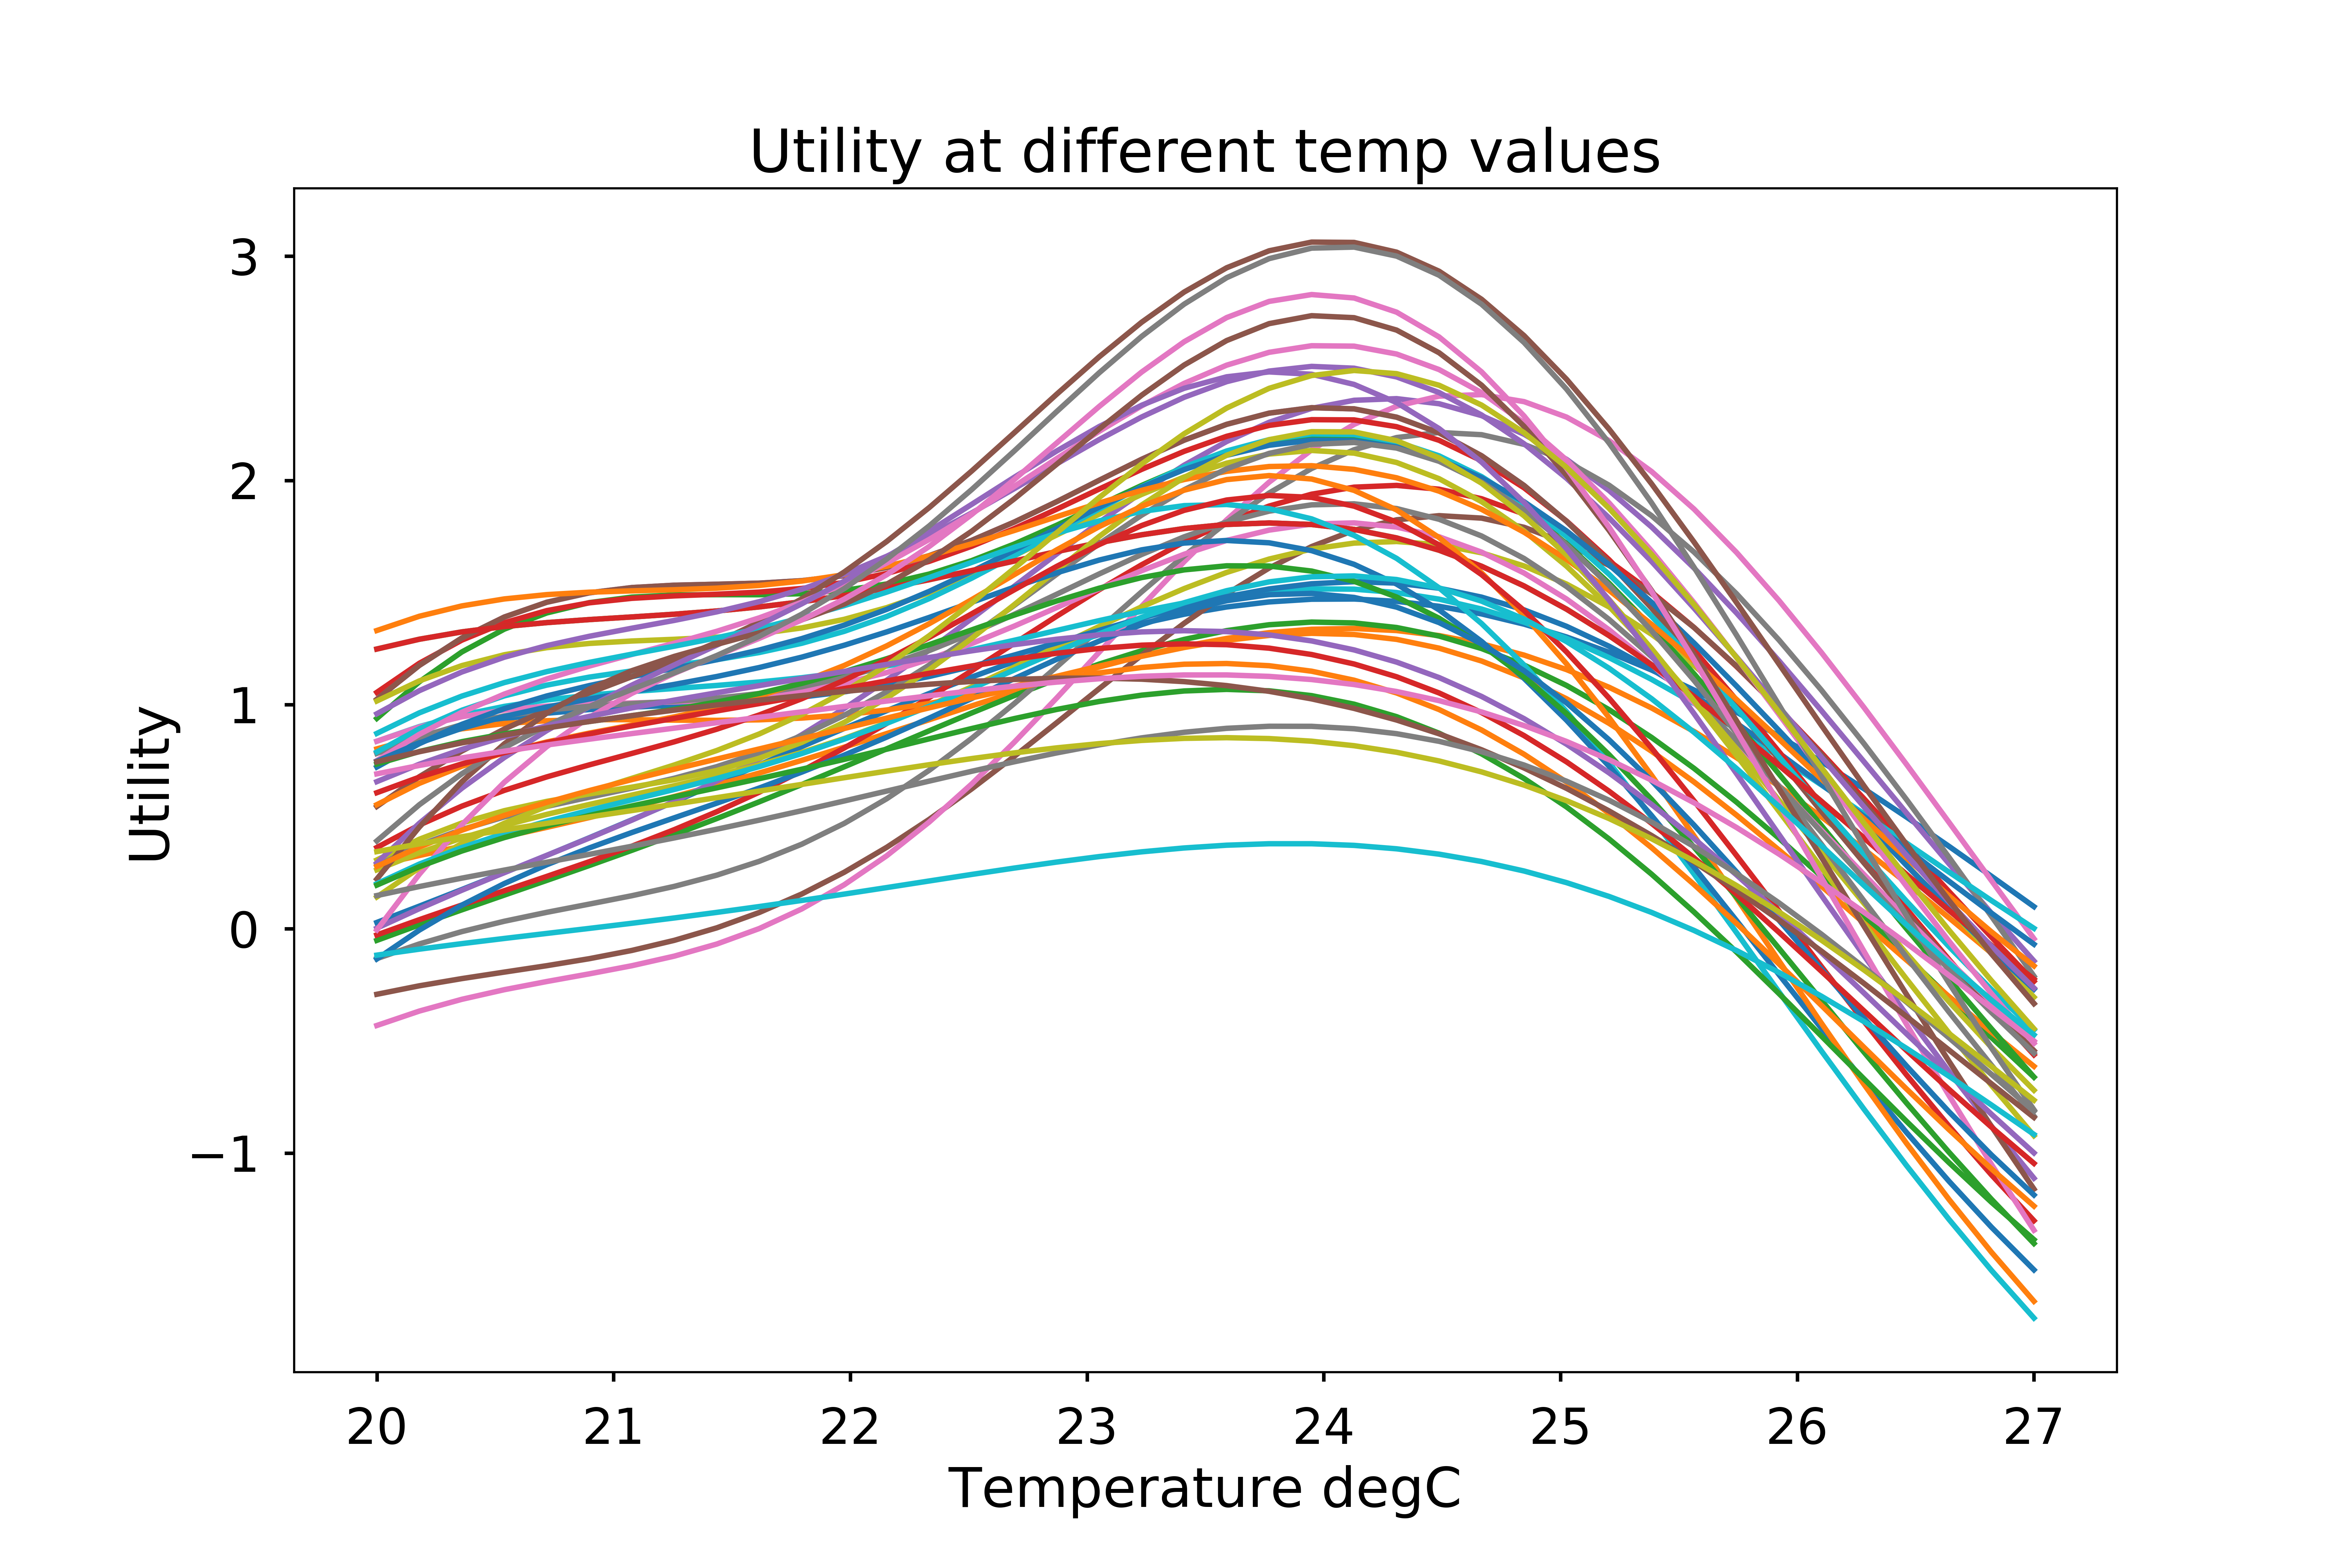 Utility at different temp values
3
2
1
0
−1
Utility
20 21 22 23 24 25 26 27
Temperature degC